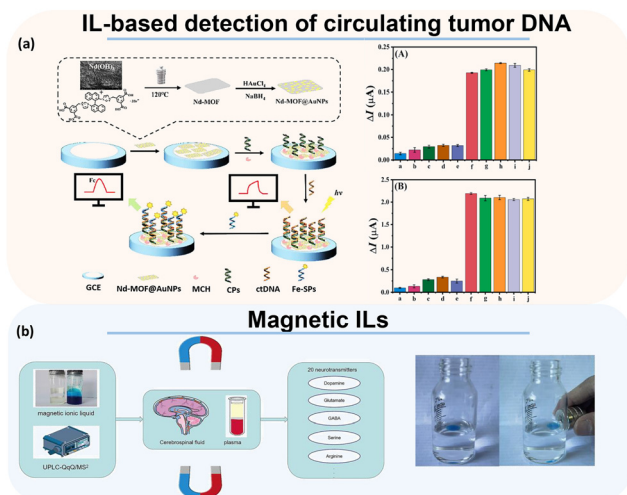 IL-based detection of circulating tumor DNA
(a)
Nd(OH)3
120°C
Nd-MOF
HAuCl4
NaBH4
Nd-MOF@AuNPs
CPs
Fc
hv
GCE
Nd-MOF@AuNPs
MCH
CPs
ctDNA
Fe-SPs
(A)
ΔI (μA)
0.25
0.20
0.15
0.10
0.05
0.00
a b c d e f g h i j
(B)
ΔI (μA)
2.5
2.0
1.5
1.0
0.5
0.0
a b c d e f g h i j
Magnetic ILs
(b)
magnetic ionic liquid
UPLC-QqQ/MS²
Cerebrospinal fluid
plasma
20 neurotransmitters
Dopamine
Glutamate
GABA
Serine
Arginine